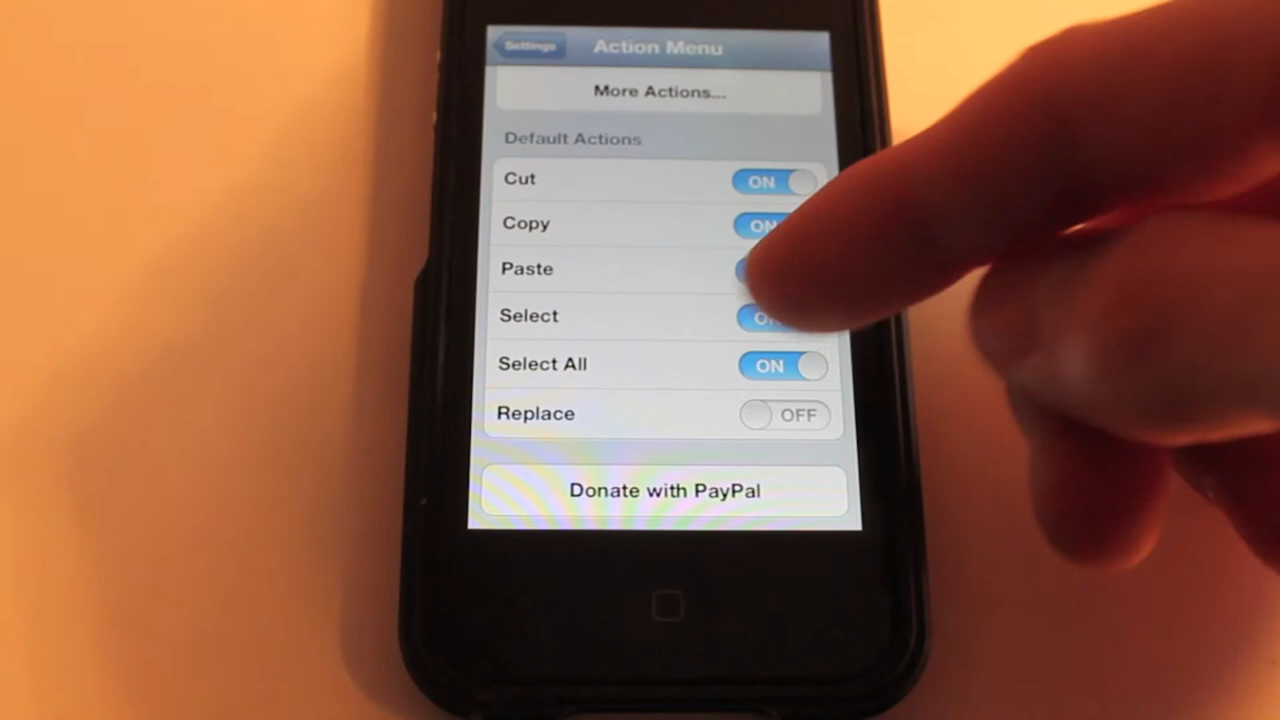 Settings
Action Menu
More Actions...
Default Actions
Cut ON
Copy ON
Paste
Select ON
Select All ON
Replace OFF
Donate with PayPal